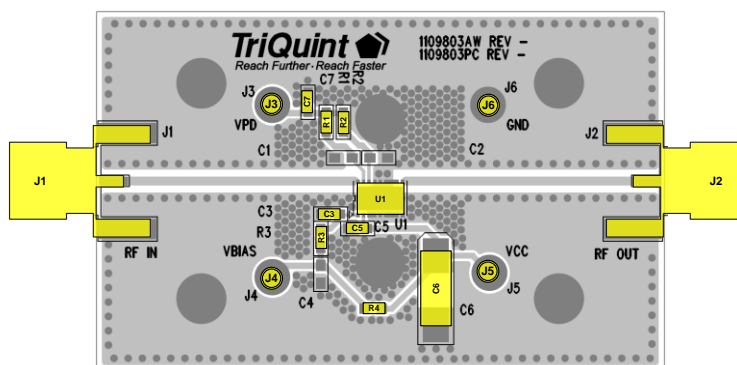 TriQuint
Reach Further · Reach Faster
1109803AW REV -
1109803PC REV -
C7
R1
R2
J3
J3
C7
R1
R2
VPD
J6
J6
GND
J1
J2
C1
C2
J1
J2
U1
C3
C3
R3
R3
C5
C5
U1
RF IN
VBIAS
VCC
RF OUT
J4
J4
C4
J5
J5
R4
C6
C6